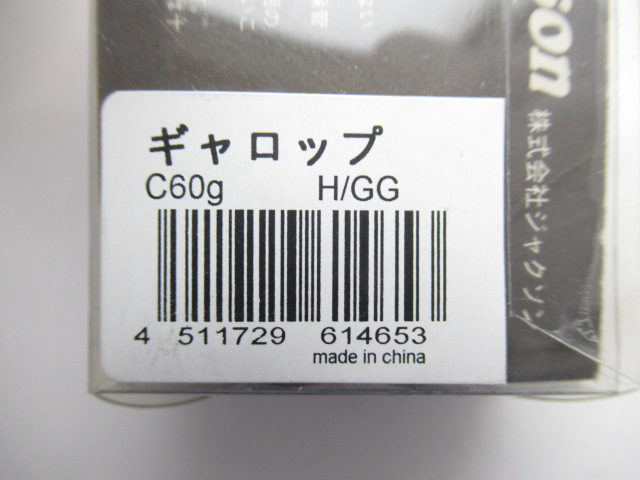 ギャロップ
C60g H/GG
4 511729 614653
made in china
son
株式会社ジャクソン